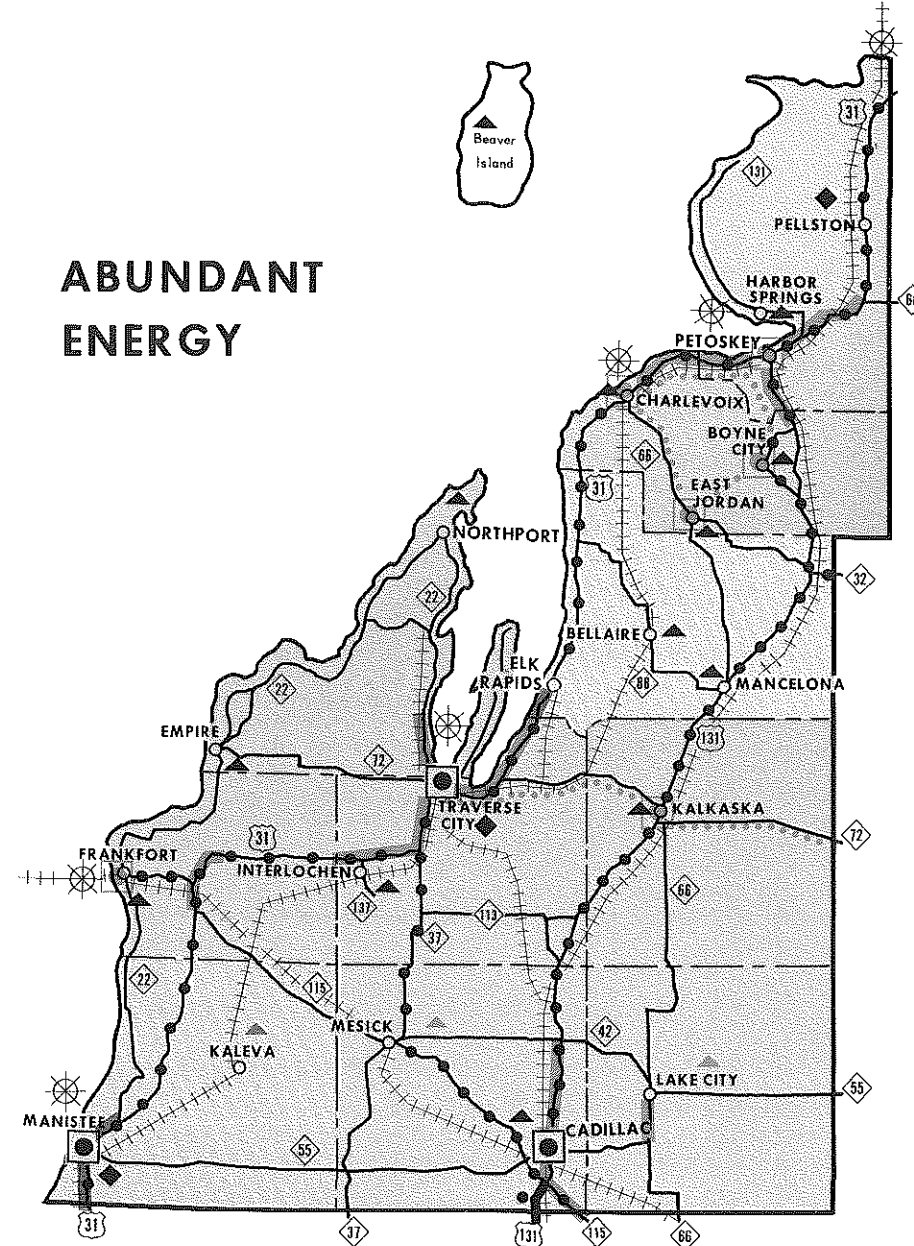 ABUNDANT
ENERGY
Beaver
Island
31
131
PELLSTON
HARBOR
SPRINGS
PETOSKEY
CHARLEVOIX
BOYNE
CITY
66
31
EAST
JORDAN
NORTHPORT
32
22
BELLAIRE
ELK
RAPIDS
88
MANCELONA
22
EMPIRE
131
72
TRAVERSE
CITY
KALKASKA
72
31
FRANKFORT
INTERLOCHEN
137
66
113
37
22
115
MESICK
42
KALEVA
LAKE CITY
55
MANISTEE
CADILLAC
55
31
37
131
115
66